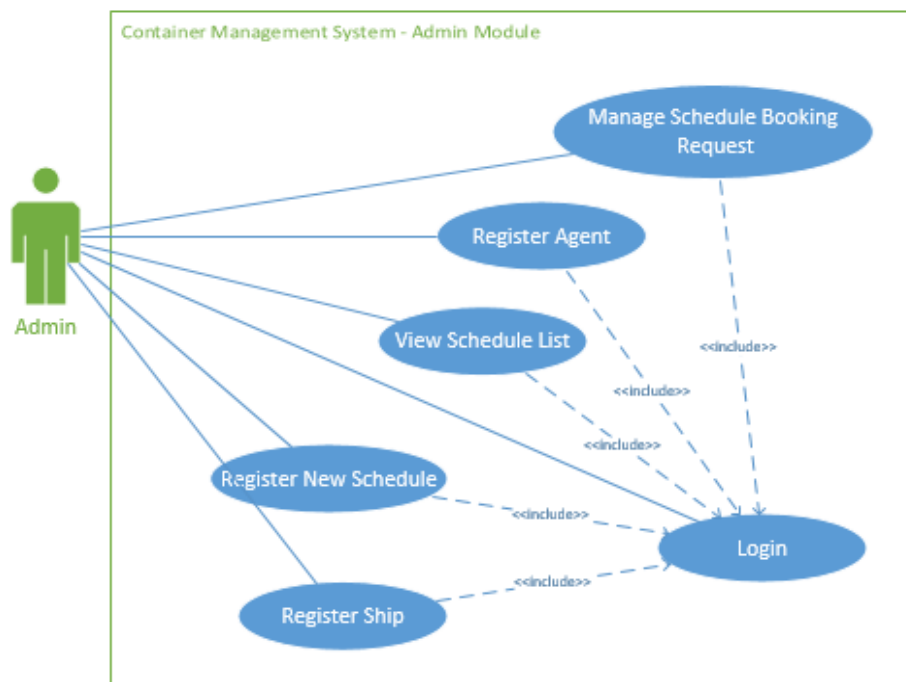 Container Management System - Admin Module
Manage Schedule Booking
Request
Register Agent
Admin
View Schedule List
<<include>>
<<include>>
<<include>>
Register New Schedule
<<include>>
Login
<<include>>
Register Ship